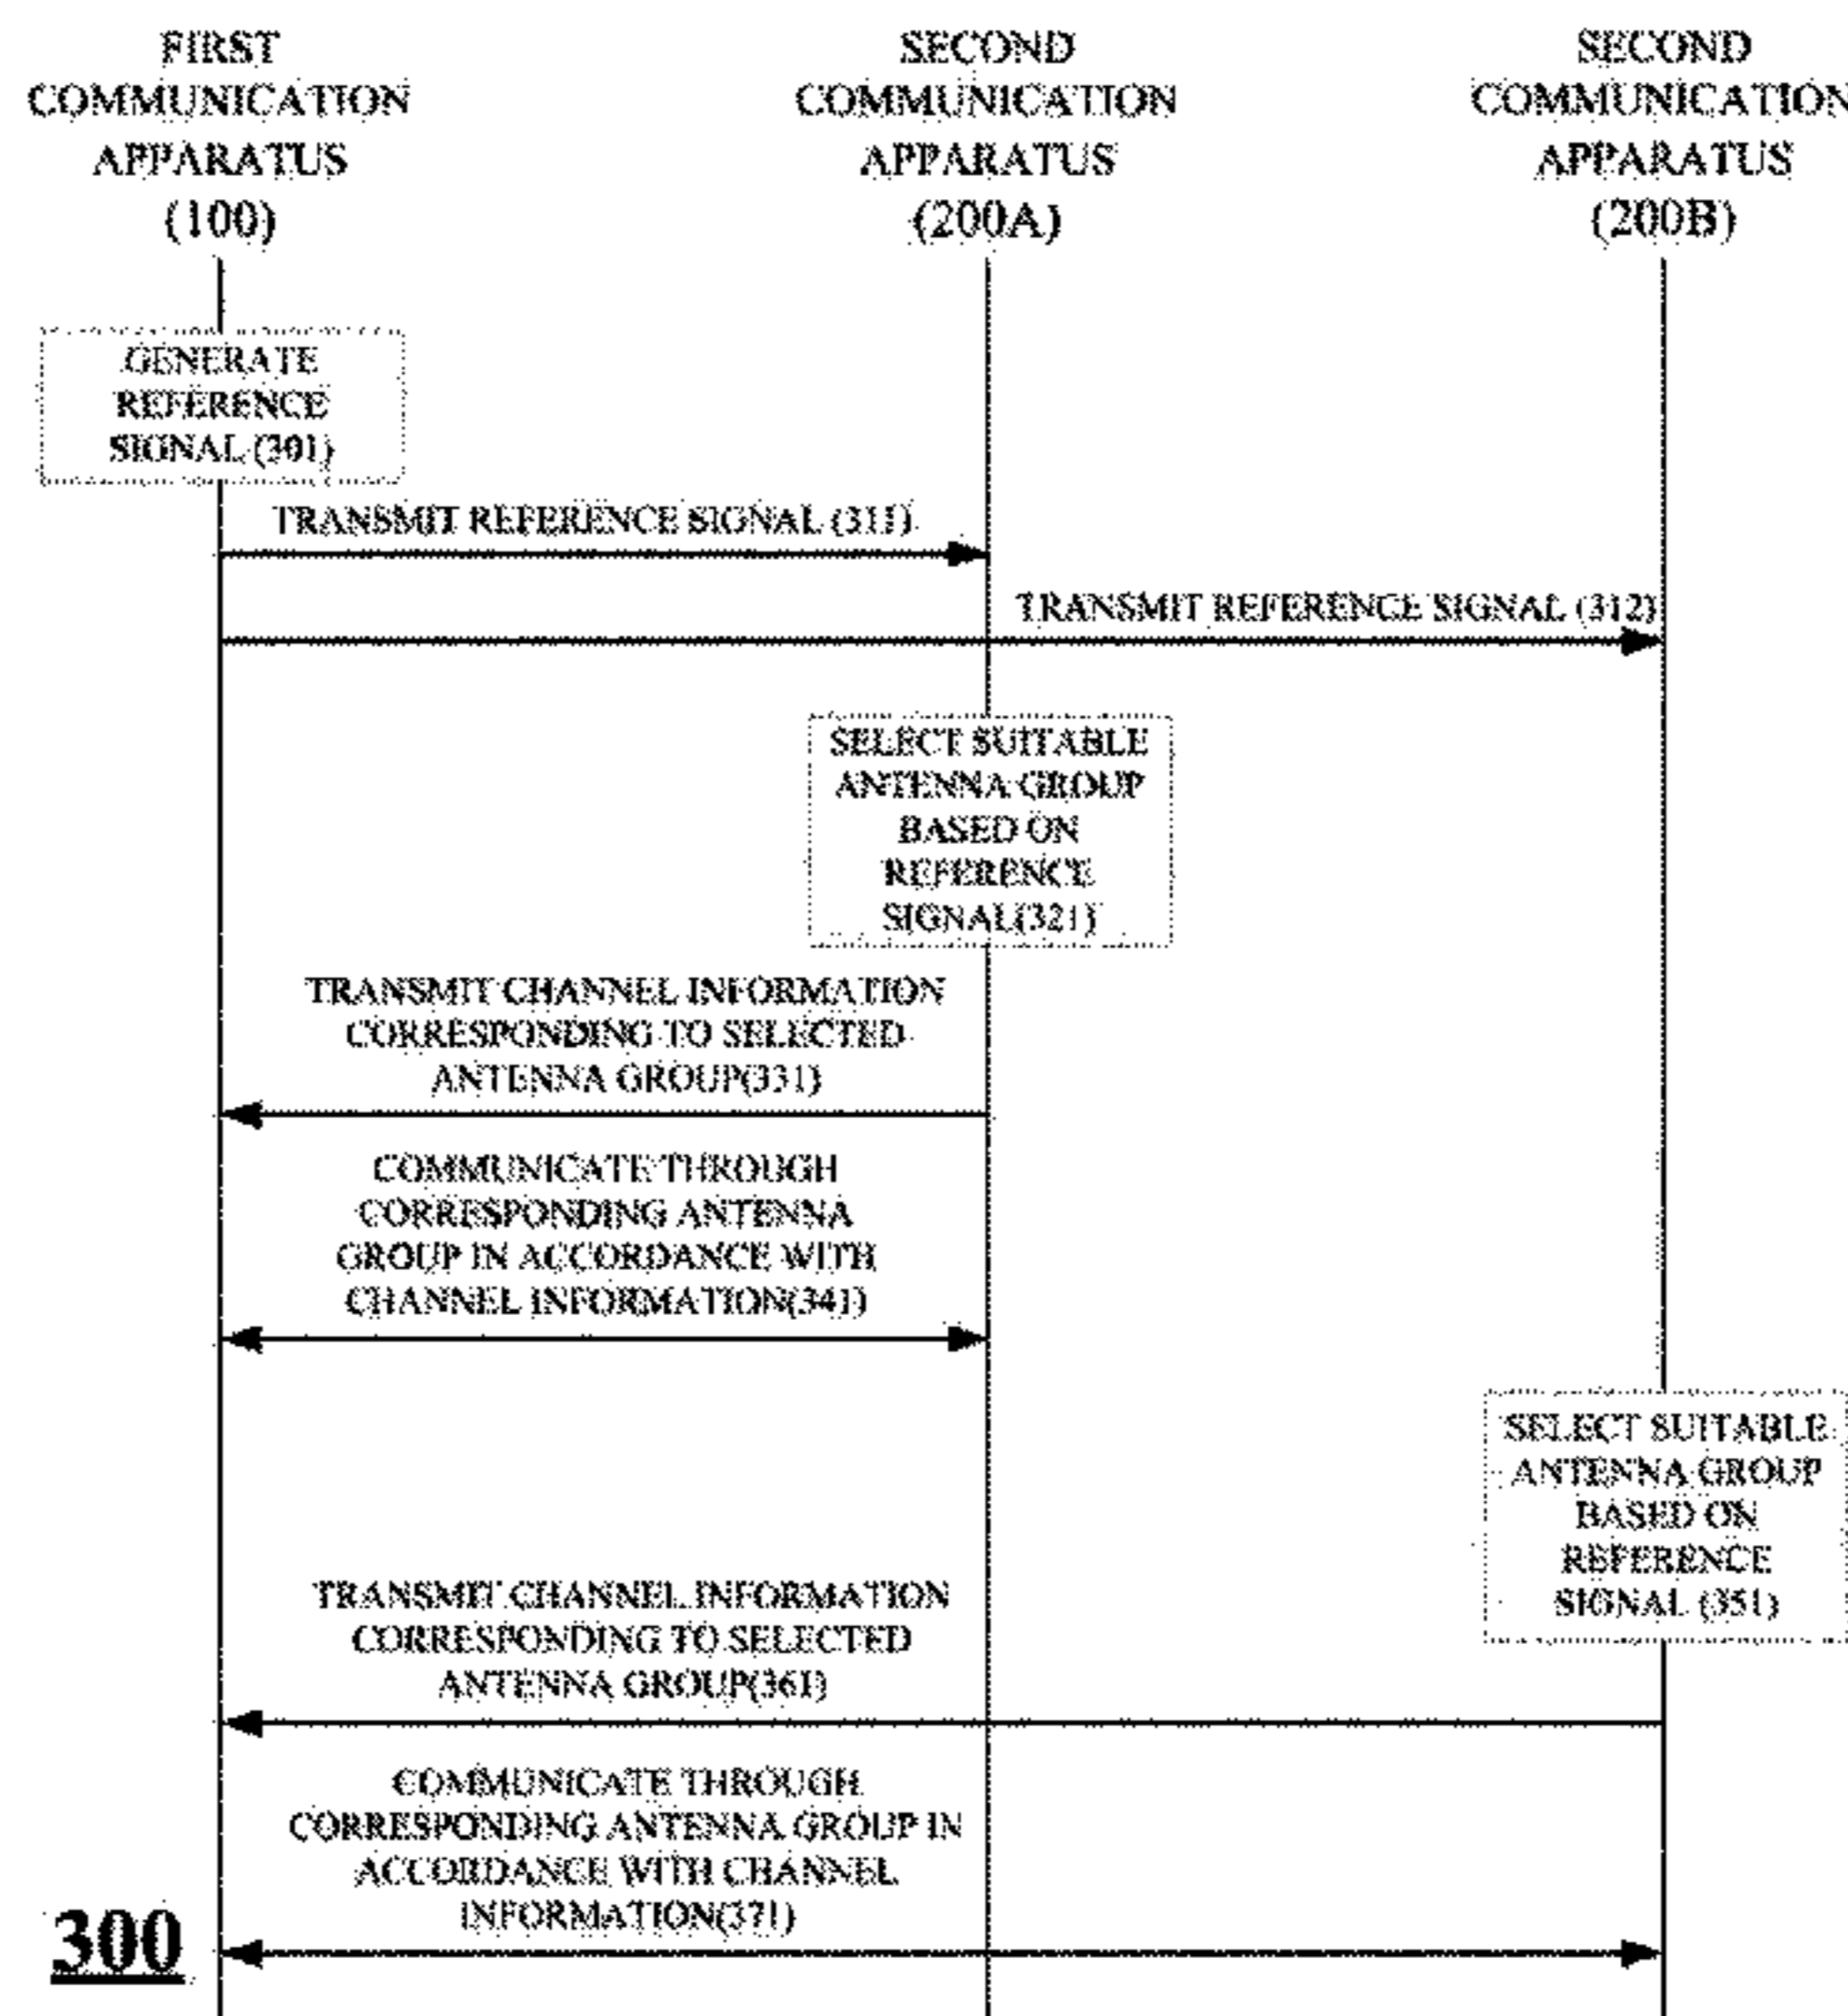 FIRST
COMMUNICATION
APPARATUS
(100)
SECOND
COMMUNICATION
APPARATUS
(200A)
SECOND
COMMUNICATION
APPARATUS
(200B)
GENERATE
REFERENCE
SIGNAL (301)
TRANSMIT REFERENCE SIGNAL (311)
TRANSMIT REFERENCE SIGNAL (312)
SELECT SUITABLE
ANTENNA GROUP
BASED ON
REFERENCE
SIGNAL(321)
TRANSMIT CHANNEL INFORMATION
CORRESPONDING TO SELECTED
ANTENNA GROUP(331)
COMMUNICATE THROUGH
CORRESPONDING ANTENNA
GROUP IN ACCORDANCE WITH
CHANNEL INFORMATION(341)
SELECT SUITABLE
ANTENNA GROUP
BASED ON
REFERENCE
SIGNAL (351)
TRANSMIT CHANNEL INFORMATION
CORRESPONDING TO SELECTED
ANTENNA GROUP(361)
COMMUNICATE THROUGH
CORRESPONDING ANTENNA GROUP IN
ACCORDANCE WITH CHANNEL
INFORMATION(371)
300